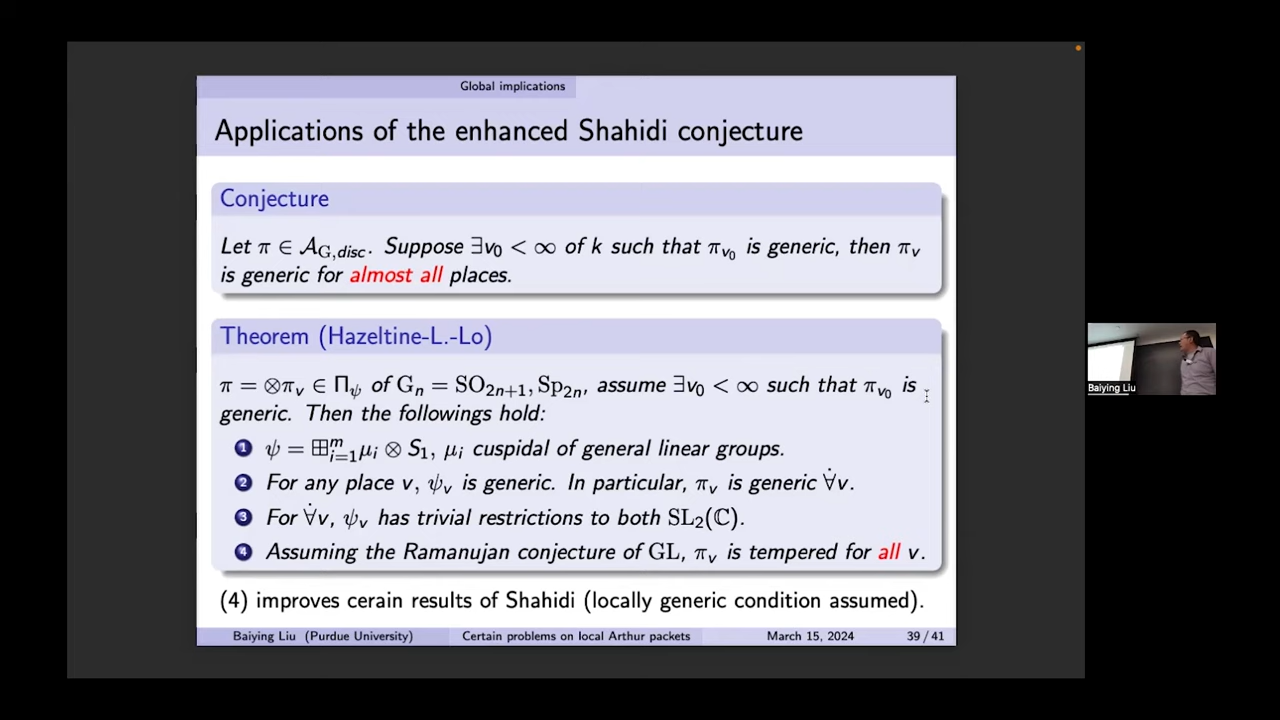 Global implications
Applications of the enhanced Shahidi conjecture
Conjecture
Let π ∈ 𝒜_{G,disc}. Suppose ∃v₀ < ∞ of k such that π_{v₀} is generic, then π_v
is generic for almost all places.
Theorem (Hazeltine-L.-Lo)
π = ⊗π_v ∈ Π_ψ of G_n = SO_{2n+1}, Sp_{2n}, assume ∃v₀ < ∞ such that π_{v₀} is
generic. Then the followings hold:
1 ψ = ⊞_{i=1}^m μ_i ⊗ S₁, μ_i cuspidal of general linear groups.
2 For any place v, ψ_v is generic. In particular, π_v is generic ∀̇v.
3 For ∀̇v, ψ_v has trivial restrictions to both SL₂(ℂ).
4 Assuming the Ramanujan conjecture of GL, π_v is tempered for all v.
(4) improves cerain results of Shahidi (locally generic condition assumed).
Baiying Liu (Purdue University) Certain problems on local Arthur packets March 15, 2024 39 / 41
Baiying Liu